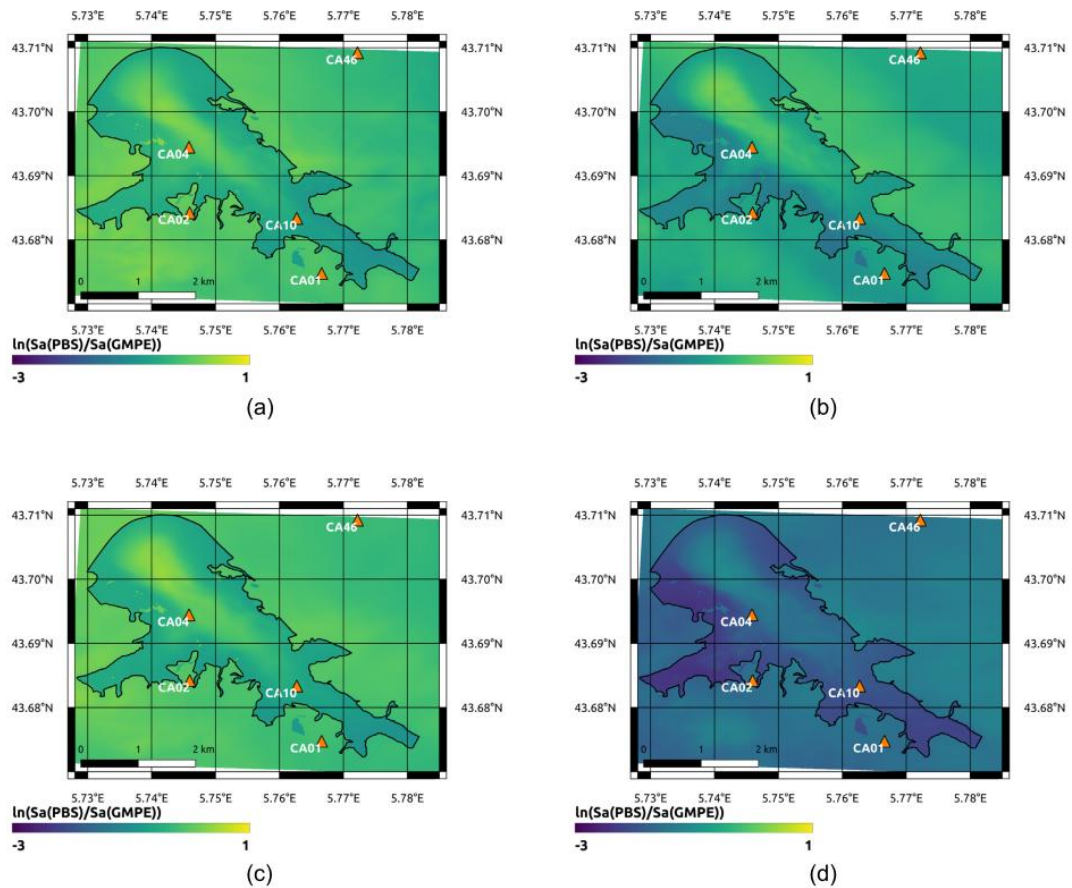 5.73°E 5.74°E 5.75°E 5.76°E 5.77°E 5.78°E
43.71°N 43.71°N
CA46
43.70°N 43.70°N
CA04
43.69°N 43.69°N
CA02
CA10
43.68°N 43.68°N
CA01
0 1 2 km
5.73°E 5.74°E 5.75°E 5.76°E 5.77°E 5.78°E
ln(Sa(PBS)/Sa(GMPE))
-3 1
(a)
5.73°E 5.74°E 5.75°E 5.76°E 5.77°E 5.78°E
43.71°N 43.71°N
CA46
43.70°N 43.70°N
CA04
43.69°N 43.69°N
CA02
CA10
43.68°N 43.68°N
CA01
0 1 2 km
5.73°E 5.74°E 5.75°E 5.76°E 5.77°E 5.78°E
ln(Sa(PBS)/Sa(GMPE))
-3 1
(b)
5.73°E 5.74°E 5.75°E 5.76°E 5.77°E 5.78°E
43.71°N 43.71°N
CA46
43.70°N 43.70°N
CA04
43.69°N 43.69°N
CA02
CA10
43.68°N 43.68°N
CA01
0 1 2 km
5.73°E 5.74°E 5.75°E 5.76°E 5.77°E 5.78°E
ln(Sa(PBS)/Sa(GMPE))
-3 1
(c)
5.73°E 5.74°E 5.75°E 5.76°E 5.77°E 5.78°E
43.71°N 43.71°N
CA46
43.70°N 43.70°N
CA04
43.69°N 43.69°N
CA02
CA10
43.68°N 43.68°N
CA01
0 1 2 km
5.73°E 5.74°E 5.75°E 5.76°E 5.77°E 5.78°E
ln(Sa(PBS)/Sa(GMPE))
-3 1
(d)